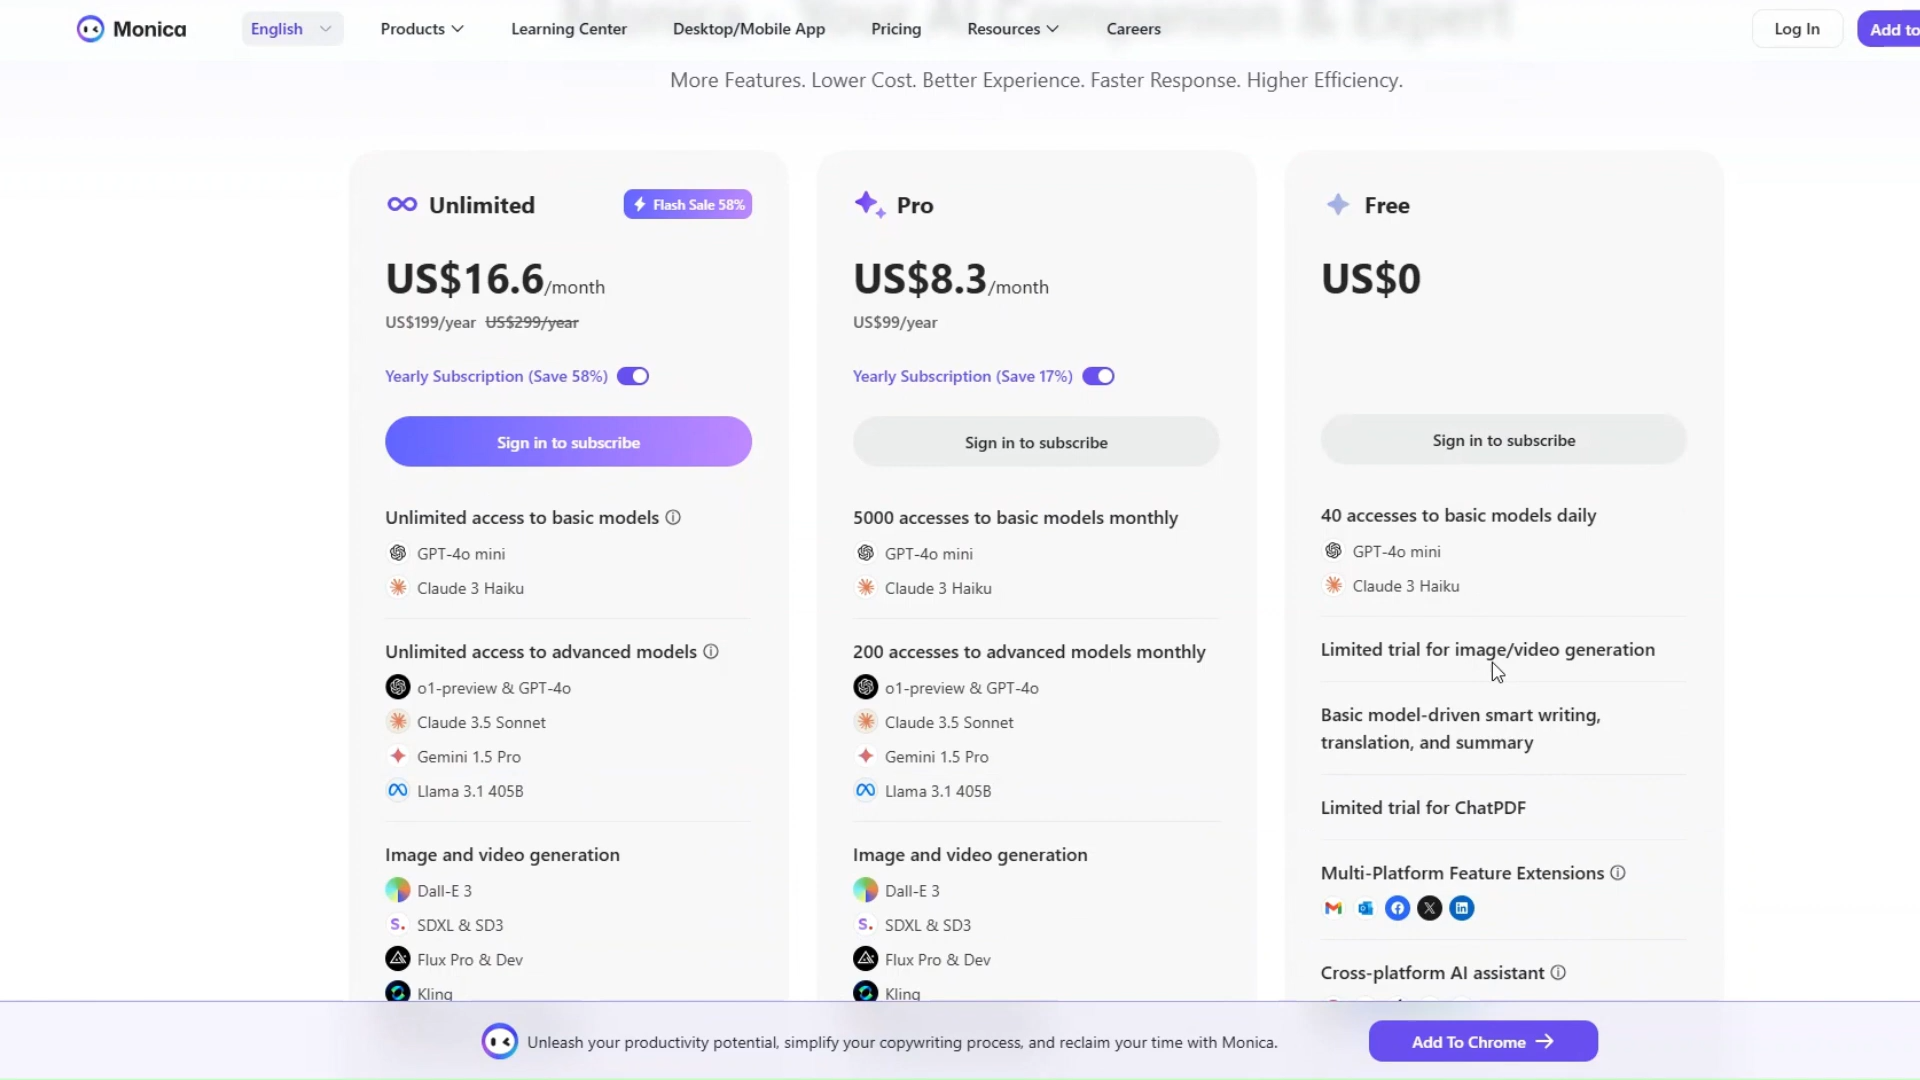 Monica
English
Products
Learning Center
Desktop/Mobile App
Pricing
Resources
Careers
Log In
Add to
Monica - Your AI Companion & Expert
More Features. Lower Cost. Better Experience. Faster Response. Higher Efficiency.
Unlimited
Flash Sale 58%
US$16.6/month
US$199/year US$299/year
Yearly Subscription (Save 58%)
Sign in to subscribe
Unlimited access to basic models
GPT-4o mini
Claude 3 Haiku
Unlimited access to advanced models
o1-preview & GPT-4o
Claude 3.5 Sonnet
Gemini 1.5 Pro
Llama 3.1 405B
Image and video generation
Dall-E 3
SDXL & SD3
Flux Pro & Dev
Kling
Pro
US$8.3/month
US$99/year
Yearly Subscription (Save 17%)
Sign in to subscribe
5000 accesses to basic models monthly
GPT-4o mini
Claude 3 Haiku
200 accesses to advanced models monthly
o1-preview & GPT-4o
Claude 3.5 Sonnet
Gemini 1.5 Pro
Llama 3.1 405B
Image and video generation
Dall-E 3
SDXL & SD3
Flux Pro & Dev
Kling
Free
US$0
Sign in to subscribe
40 accesses to basic models daily
GPT-4o mini
Claude 3 Haiku
Limited trial for image/video generation
Basic model-driven smart writing,
translation, and summary
Limited trial for ChatPDF
Multi-Platform Feature Extensions
Cross-platform AI assistant
Unleash your productivity potential, simplify your copywriting process, and reclaim your time with Monica.
Add To Chrome